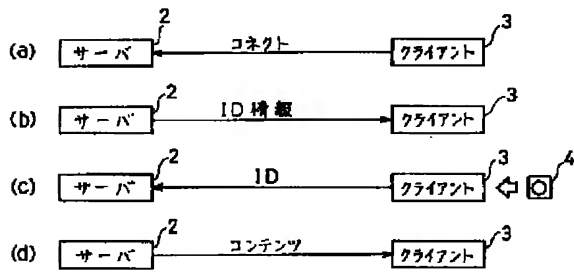 2 3
(a) サーバ コネクト クライアント
2 3
(b) サーバ ID情報 クライアント
2 3 4
(c) サーバ ID クライアント
2 3
(d) サーバ コンテンツ クライアント